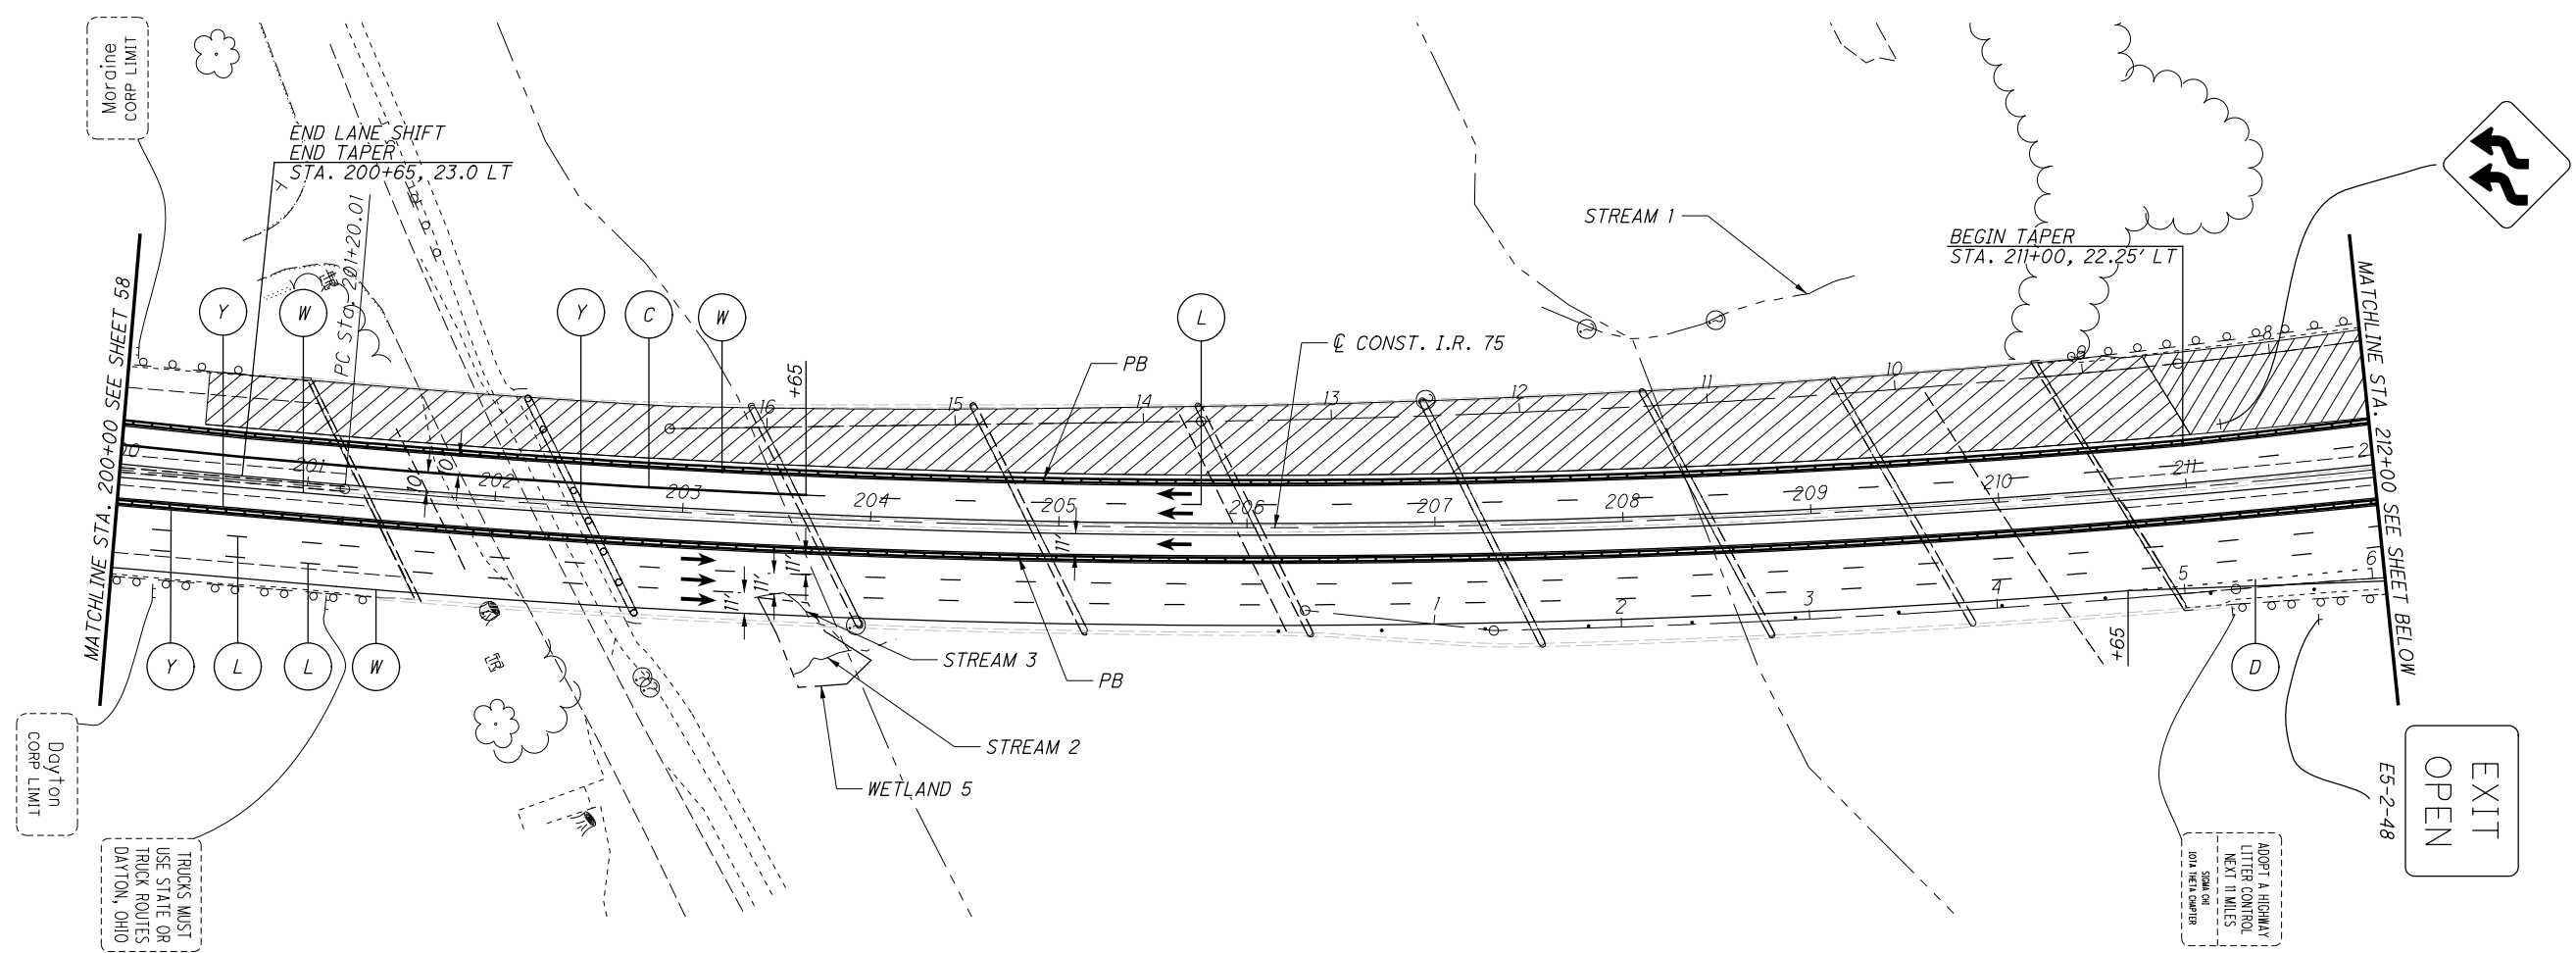 Moraine
CORP LIMIT
END LANE SHIFT
END TAPER
STA. 200+65, 23.0 LT
PC Sta. 201+20.01
MATCHLINE STA. 200+00 SEE SHEET 58
Y
W
Y
C
W
L
+65
PB
℄ CONST. I.R. 75
STREAM 1
BEGIN TAPER
STA. 211+00, 22.25' LT
MATCHLINE STA. 212+00 SEE SHEET BELOW
16
15
14
13
12
11
10
9
8
10'
10'
201
202
203
204
205
206
207
208
209
210
211
11'
11'
11'
11'
1
2
3
4
5
6
+65
Y
L
L
W
D
STREAM 3
PB
STREAM 2
WETLAND 5
Dayton
CORP LIMIT
TRUCKS MUST
USE STATE OR
TRUCK ROUTES
DAYTON, OHIO
ADOPT A HIGHWAY
LITTER CONTROL
NEXT 11 MILES
SIGMA CHI
IOTA THETA CHAPTER
E5-2-48
EXIT
OPEN